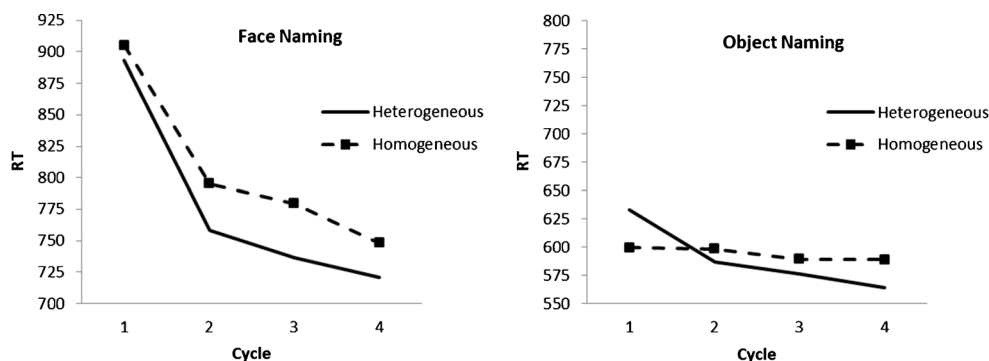 Face Naming
925
900
875
850
825
800
775
750
725
700
RT
Heterogeneous
Homogeneous
1 2 3 4
Cycle
Object Naming
800
775
750
725
700
675
650
625
600
575
550
RT
Heterogeneous
Homogeneous
1 2 3 4
Cycle